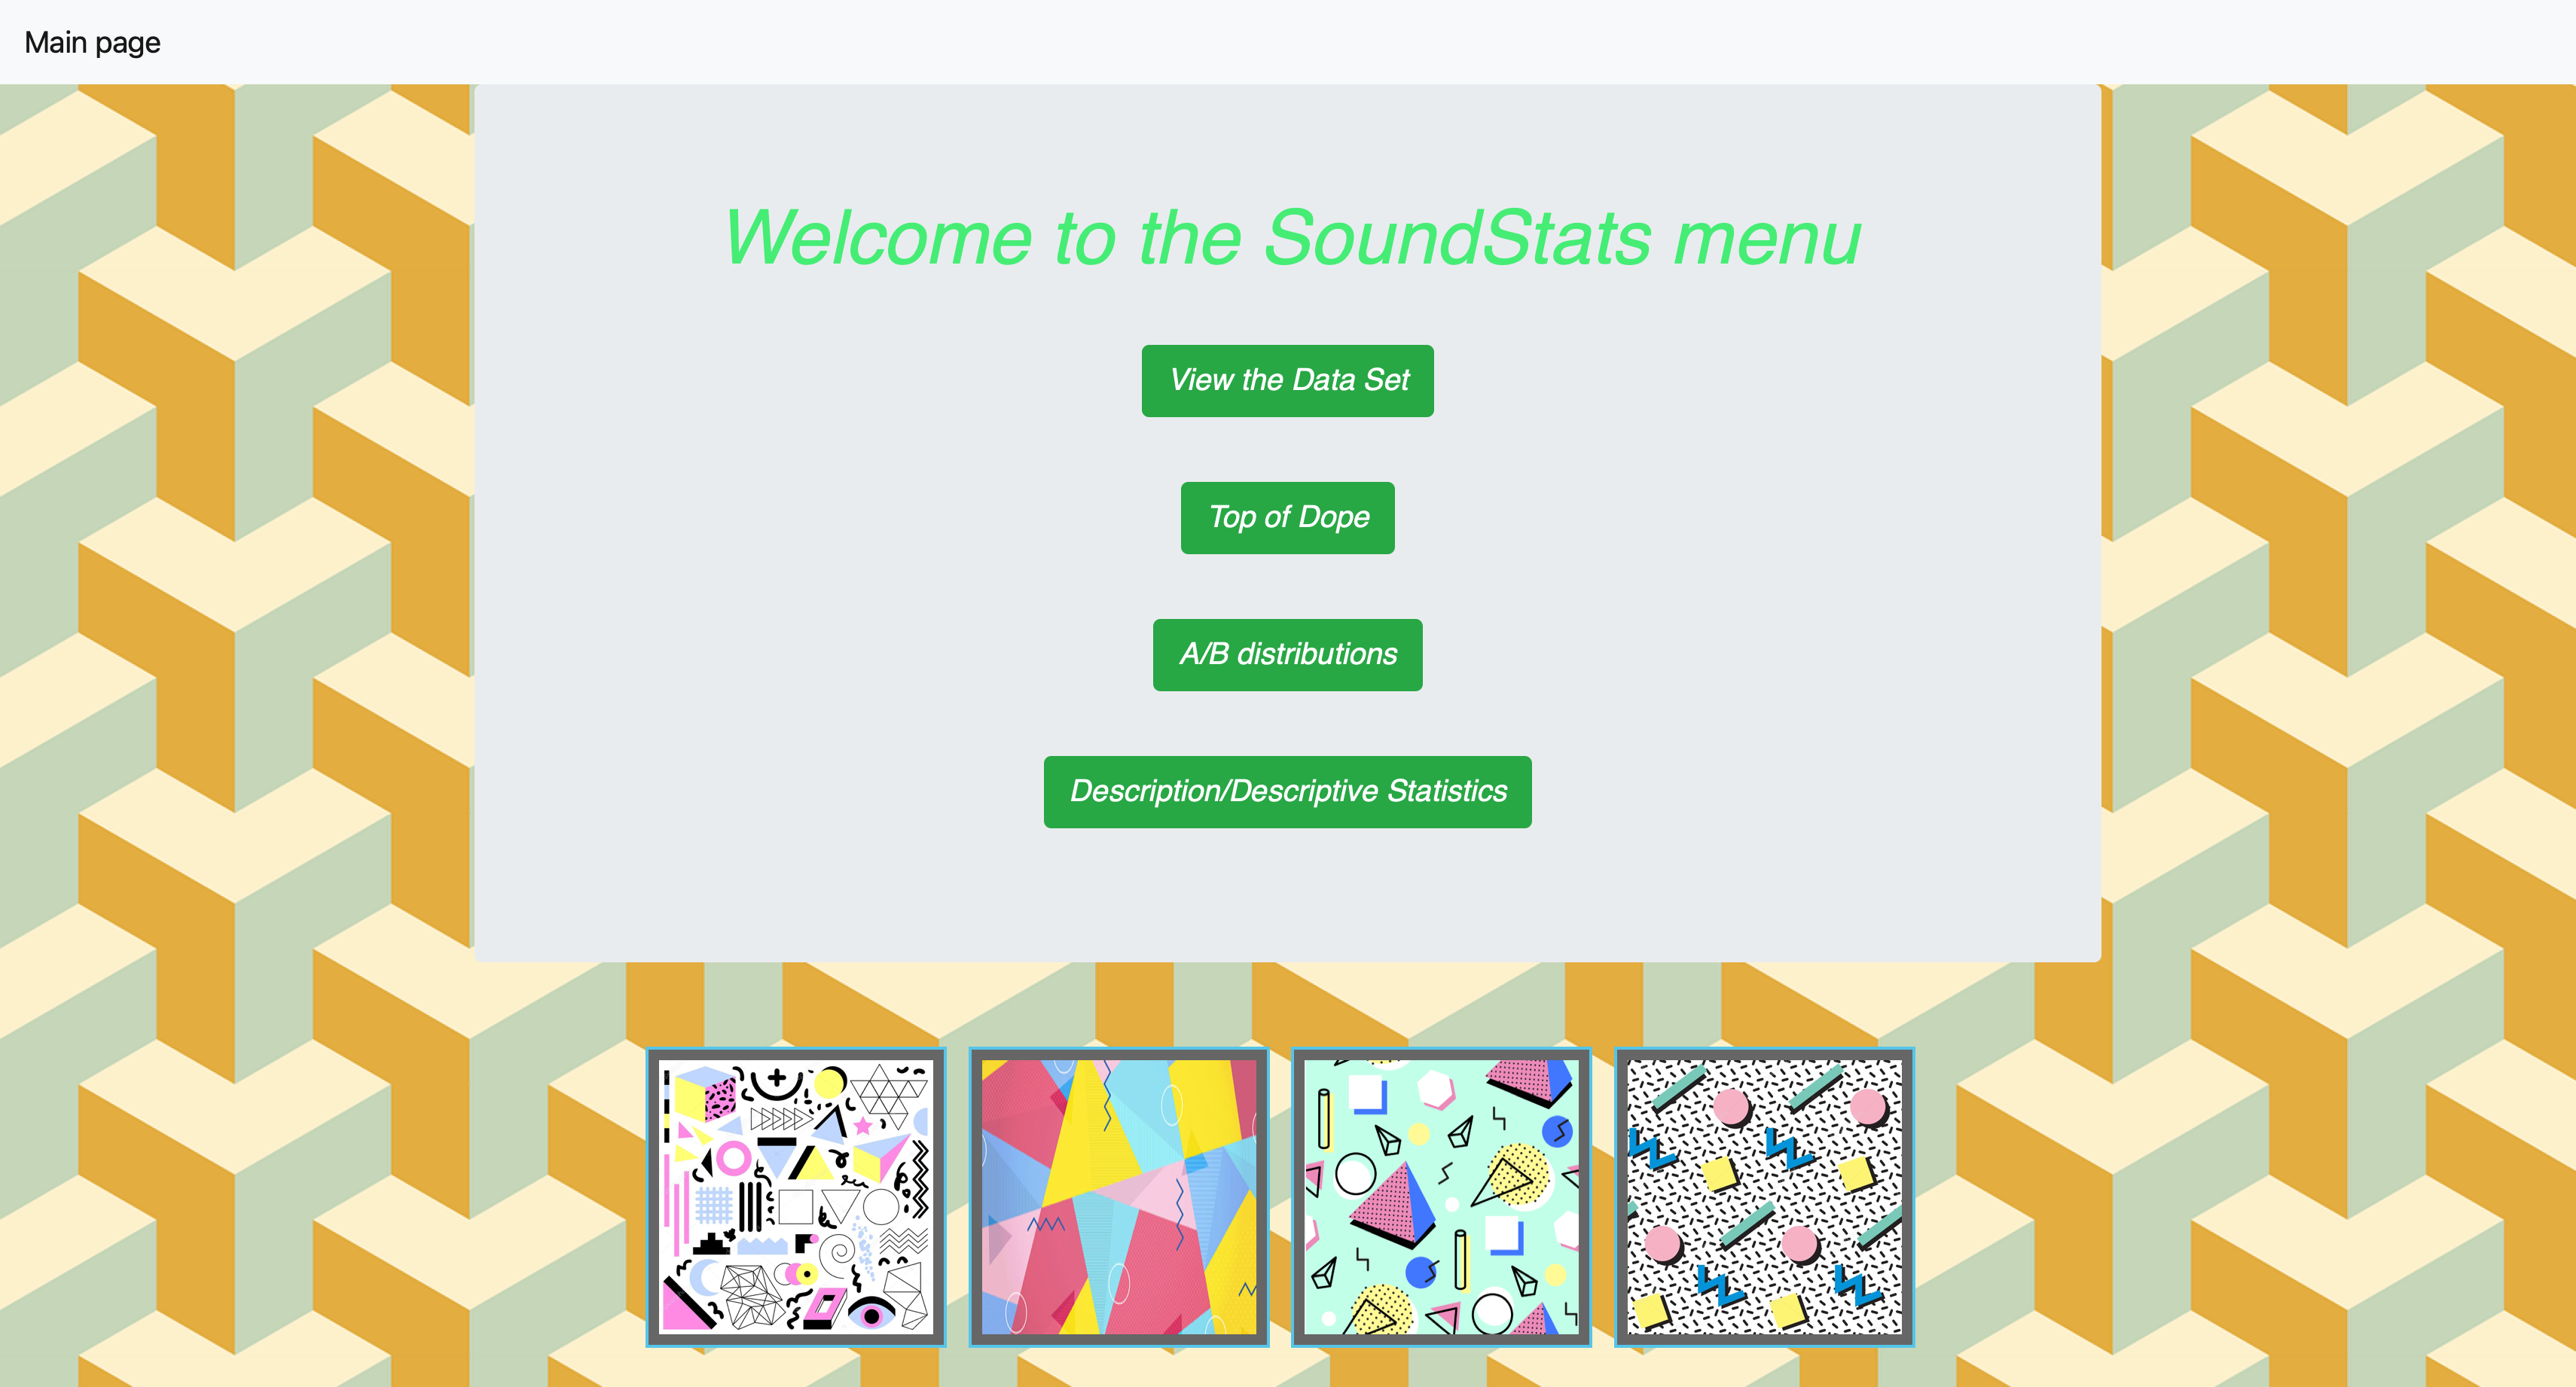 Main page
Welcome to the SoundStats menu
View the Data Set
Top of Dope
A/B distributions
Description/Descriptive Statistics